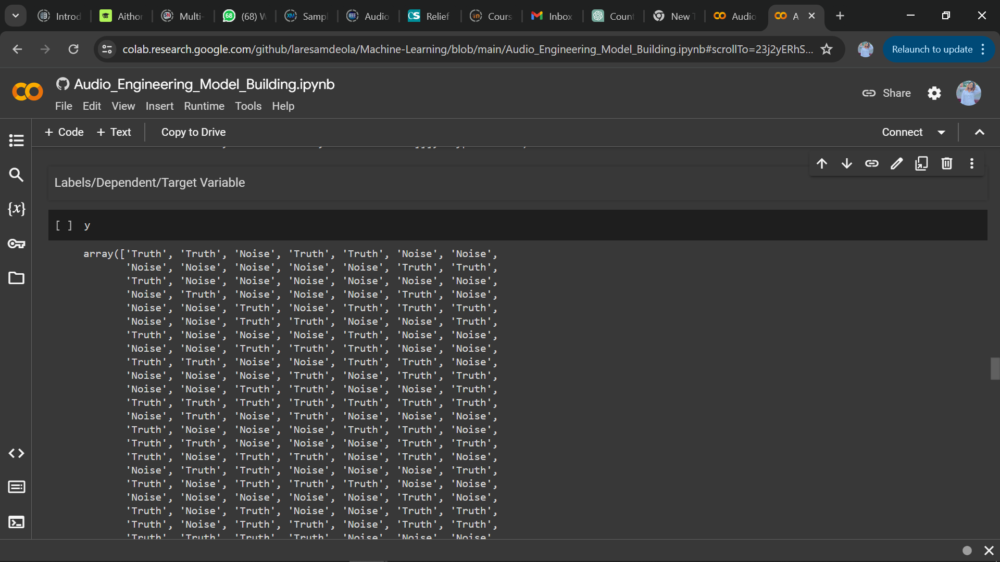 Introd
Aithor
Multi-
(68) W
Sampl
Audio
Relief
Cours
Inbox
Count
New T
Audio
A
colab.research.google.com/github/laresamdeola/Machine-Learning/blob/main/Audio_Engineering_Model_Building.ipynb#scrollTo=23j2yERhS...
Relaunch to update
Audio_Engineering_Model_Building.ipynb
Share
File Edit View Insert Runtime Tools Help
+ Code + Text Copy to Drive
Connect
Labels/Dependent/Target Variable
[ ] y
array(['Truth', 'Truth', 'Noise', 'Truth', 'Truth', 'Noise', 'Noise',
'Noise', 'Noise', 'Noise', 'Noise', 'Noise', 'Truth', 'Truth',
'Truth', 'Noise', 'Noise', 'Noise', 'Noise', 'Noise', 'Noise',
'Noise', 'Truth', 'Noise', 'Noise', 'Noise', 'Truth', 'Noise',
'Noise', 'Noise', 'Truth', 'Noise', 'Truth', 'Truth', 'Truth',
'Noise', 'Noise', 'Truth', 'Truth', 'Noise', 'Noise', 'Truth',
'Truth', 'Noise', 'Noise', 'Noise', 'Truth', 'Noise', 'Noise',
'Noise', 'Noise', 'Truth', 'Truth', 'Truth', 'Noise', 'Noise',
'Truth', 'Truth', 'Noise', 'Noise', 'Truth', 'Truth', 'Noise',
'Noise', 'Noise', 'Noise', 'Truth', 'Noise', 'Truth', 'Truth',
'Noise', 'Noise', 'Truth', 'Truth', 'Noise', 'Noise', 'Truth',
'Truth', 'Truth', 'Truth', 'Truth', 'Truth', 'Truth', 'Truth',
'Noise', 'Truth', 'Noise', 'Truth', 'Noise', 'Noise', 'Noise',
'Truth', 'Noise', 'Noise', 'Noise', 'Truth', 'Truth', 'Noise',
'Truth', 'Truth', 'Noise', 'Noise', 'Noise', 'Truth', 'Truth',
'Truth', 'Noise', 'Truth', 'Truth', 'Noise', 'Truth', 'Noise',
'Noise', 'Truth', 'Truth', 'Noise', 'Noise', 'Noise', 'Truth',
'Truth', 'Noise', 'Truth', 'Truth', 'Truth', 'Noise', 'Noise',
'Noise', 'Noise', 'Noise', 'Noise', 'Noise', 'Truth', 'Noise',
'Truth', 'Noise', 'Truth', 'Noise', 'Noise', 'Truth', 'Truth',
'Truth', 'Noise', 'Truth', 'Truth', 'Noise', 'Truth', 'Truth',
'Truth', 'Truth', 'Truth', 'Truth', 'Noise', 'Noise', 'Noise',